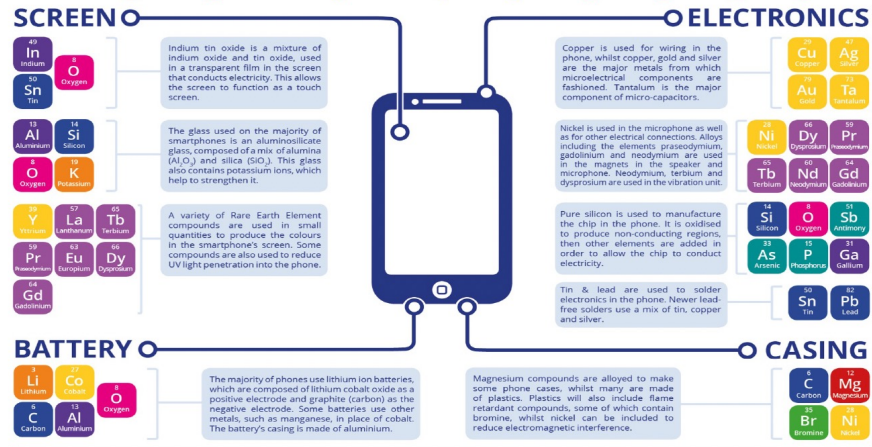 SCREEN
49
In
Indium
8
O
Oxygen
50
Sn
Tin
Indium tin oxide is a mixture of
indium oxide and tin oxide, used
in a transparent film in the screen
that conducts electricity. This allows
the screen to function as a touch
screen.
13
Al
Aluminium
14
Si
Silicon
8
O
Oxygen
19
K
Potassium
The glass used on the majority of
smartphones is an aluminosilicate
glass, composed of a mix of alumina
(Al₂O₃) and silica (SiO₂). This glass
also contains potassium ions, which
help to strengthen it.
39
Y
Yttrium
57
La
Lanthanum
65
Tb
Terbium
59
Pr
Praseodymium
63
Eu
Europium
66
Dy
Dysprosium
64
Gd
Gadolinium
A variety of Rare Earth Element
compounds are used in small
quantities to produce the colours
in the smartphone's screen. Some
compounds are also used to reduce
UV light penetration into the phone.
ELECTRONICS
Copper is used for wiring in the
phone, whilst copper, gold and silver
are the major metals from which
microelectrical components are
fashioned. Tantalum is the major
component of micro-capacitors.
29
Cu
Copper
47
Ag
Silver
79
Au
Gold
73
Ta
Tantalum
Nickel is used in the microphone as well
as for other electrical connections. Alloys
including the elements praseodymium,
gadolinium and neodymium are used
in the magnets in the speaker and
microphone. Neodymium, terbium and
dysprosium are used in the vibration unit.
28
Ni
Nickel
66
Dy
Dysprosium
59
Pr
Praseodymium
65
Tb
Terbium
60
Nd
Neodymium
64
Gd
Gadolinium
Pure silicon is used to manufacture
the chip in the phone. It is oxidised
to produce non-conducting regions,
then other elements are added in
order to allow the chip to conduct
electricity.
14
Si
Silicon
8
O
Oxygen
51
Sb
Antimony
33
As
Arsenic
15
P
Phosphorus
31
Ga
Gallium
Tin & lead are used to solder
electronics in the phone. Newer lead-
free solders use a mix of tin, copper
and silver.
50
Sn
Tin
82
Pb
Lead
BATTERY
3
Li
Lithium
27
Co
Cobalt
8
O
Oxygen
6
C
Carbon
13
Al
Aluminium
The majority of phones use lithium ion batteries,
which are composed of lithium cobalt oxide as a
positive electrode and graphite (carbon) as the
negative electrode. Some batteries use other
metals, such as manganese, in place of cobalt.
The battery's casing is made of aluminium.
CASING
Magnesium compounds are alloyed to make
some phone cases, whilst many are made
of plastics. Plastics will also include flame
retardant compounds, some of which contain
bromine, whilst nickel can be included to
reduce electromagnetic interference.
6
C
Carbon
12
Mg
Magnesium
35
Br
Bromine
28
Ni
Nickel